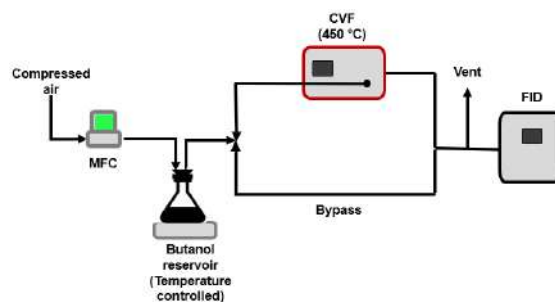 CVF
(450 °C)
Compressed
air
Vent
FID
MFC
Bypass
Butanol
reservoir
(Temperature
controlled)